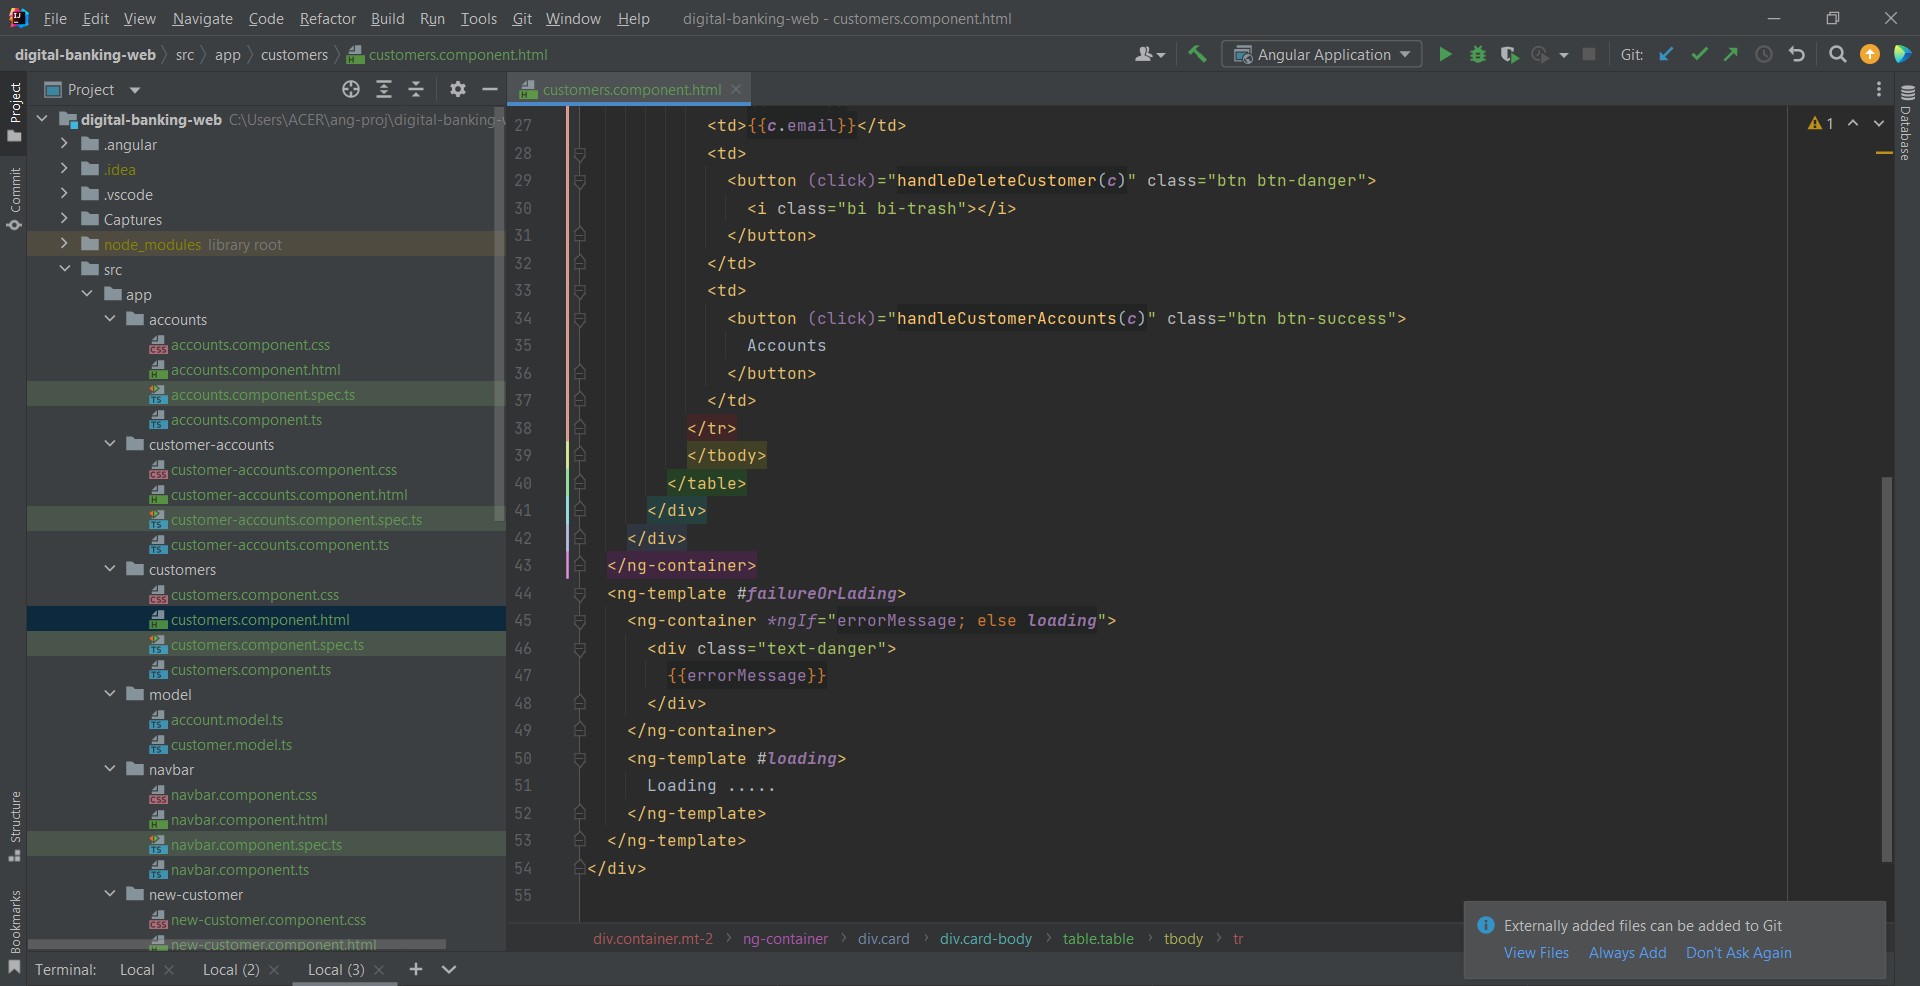 File Edit View Navigate Code Refactor Build Run Tools Git Window Help digital-banking-web - customers.component.html
digital-banking-web src app customers customers.component.html Angular Application Git:
Project
customers.component.html
Project
Commit
Structure
Bookmarks
Database
digital-banking-web C:\Users\ACER\ang-proj\digital-banking-w
.angular
.idea
.vscode
Captures
node_modules library root
src
app
accounts
accounts.component.css
accounts.component.html
accounts.component.spec.ts
accounts.component.ts
customer-accounts
customer-accounts.component.css
customer-accounts.component.html
customer-accounts.component.spec.ts
customer-accounts.component.ts
customers
customers.component.css
customers.component.html
customers.component.spec.ts
customers.component.ts
model
account.model.ts
customer.model.ts
navbar
navbar.component.css
navbar.component.html
navbar.component.spec.ts
navbar.component.ts
new-customer
new-customer.component.css
new-customer.component.html
1
27 <td>{{c.email}}</td>
28 <td>
29 <button (click)="handleDeleteCustomer(c)" class="btn btn-danger">
30 <i class="bi bi-trash"></i>
31 </button>
32 </td>
33 <td>
34 <button (click)="handleCustomerAccounts(c)" class="btn btn-success">
35 Accounts
36 </button>
37 </td>
38 </tr>
39 </tbody>
40 </table>
41 </div>
42 </div>
43 </ng-container>
44 <ng-template #failureOrLading>
45 <ng-container *ngIf="errorMessage; else loading">
46 <div class="text-danger">
47 {{errorMessage}}
48 </div>
49 </ng-container>
50 <ng-template #loading>
51 Loading .....
52 </ng-template>
53 </ng-template>
54 </div>
55
div.container.mt-2 ng-container div.card div.card-body table.table tbody tr
Externally added files can be added to Git
View Files Always Add Don't Ask Again
Terminal: Local Local (2) Local (3)